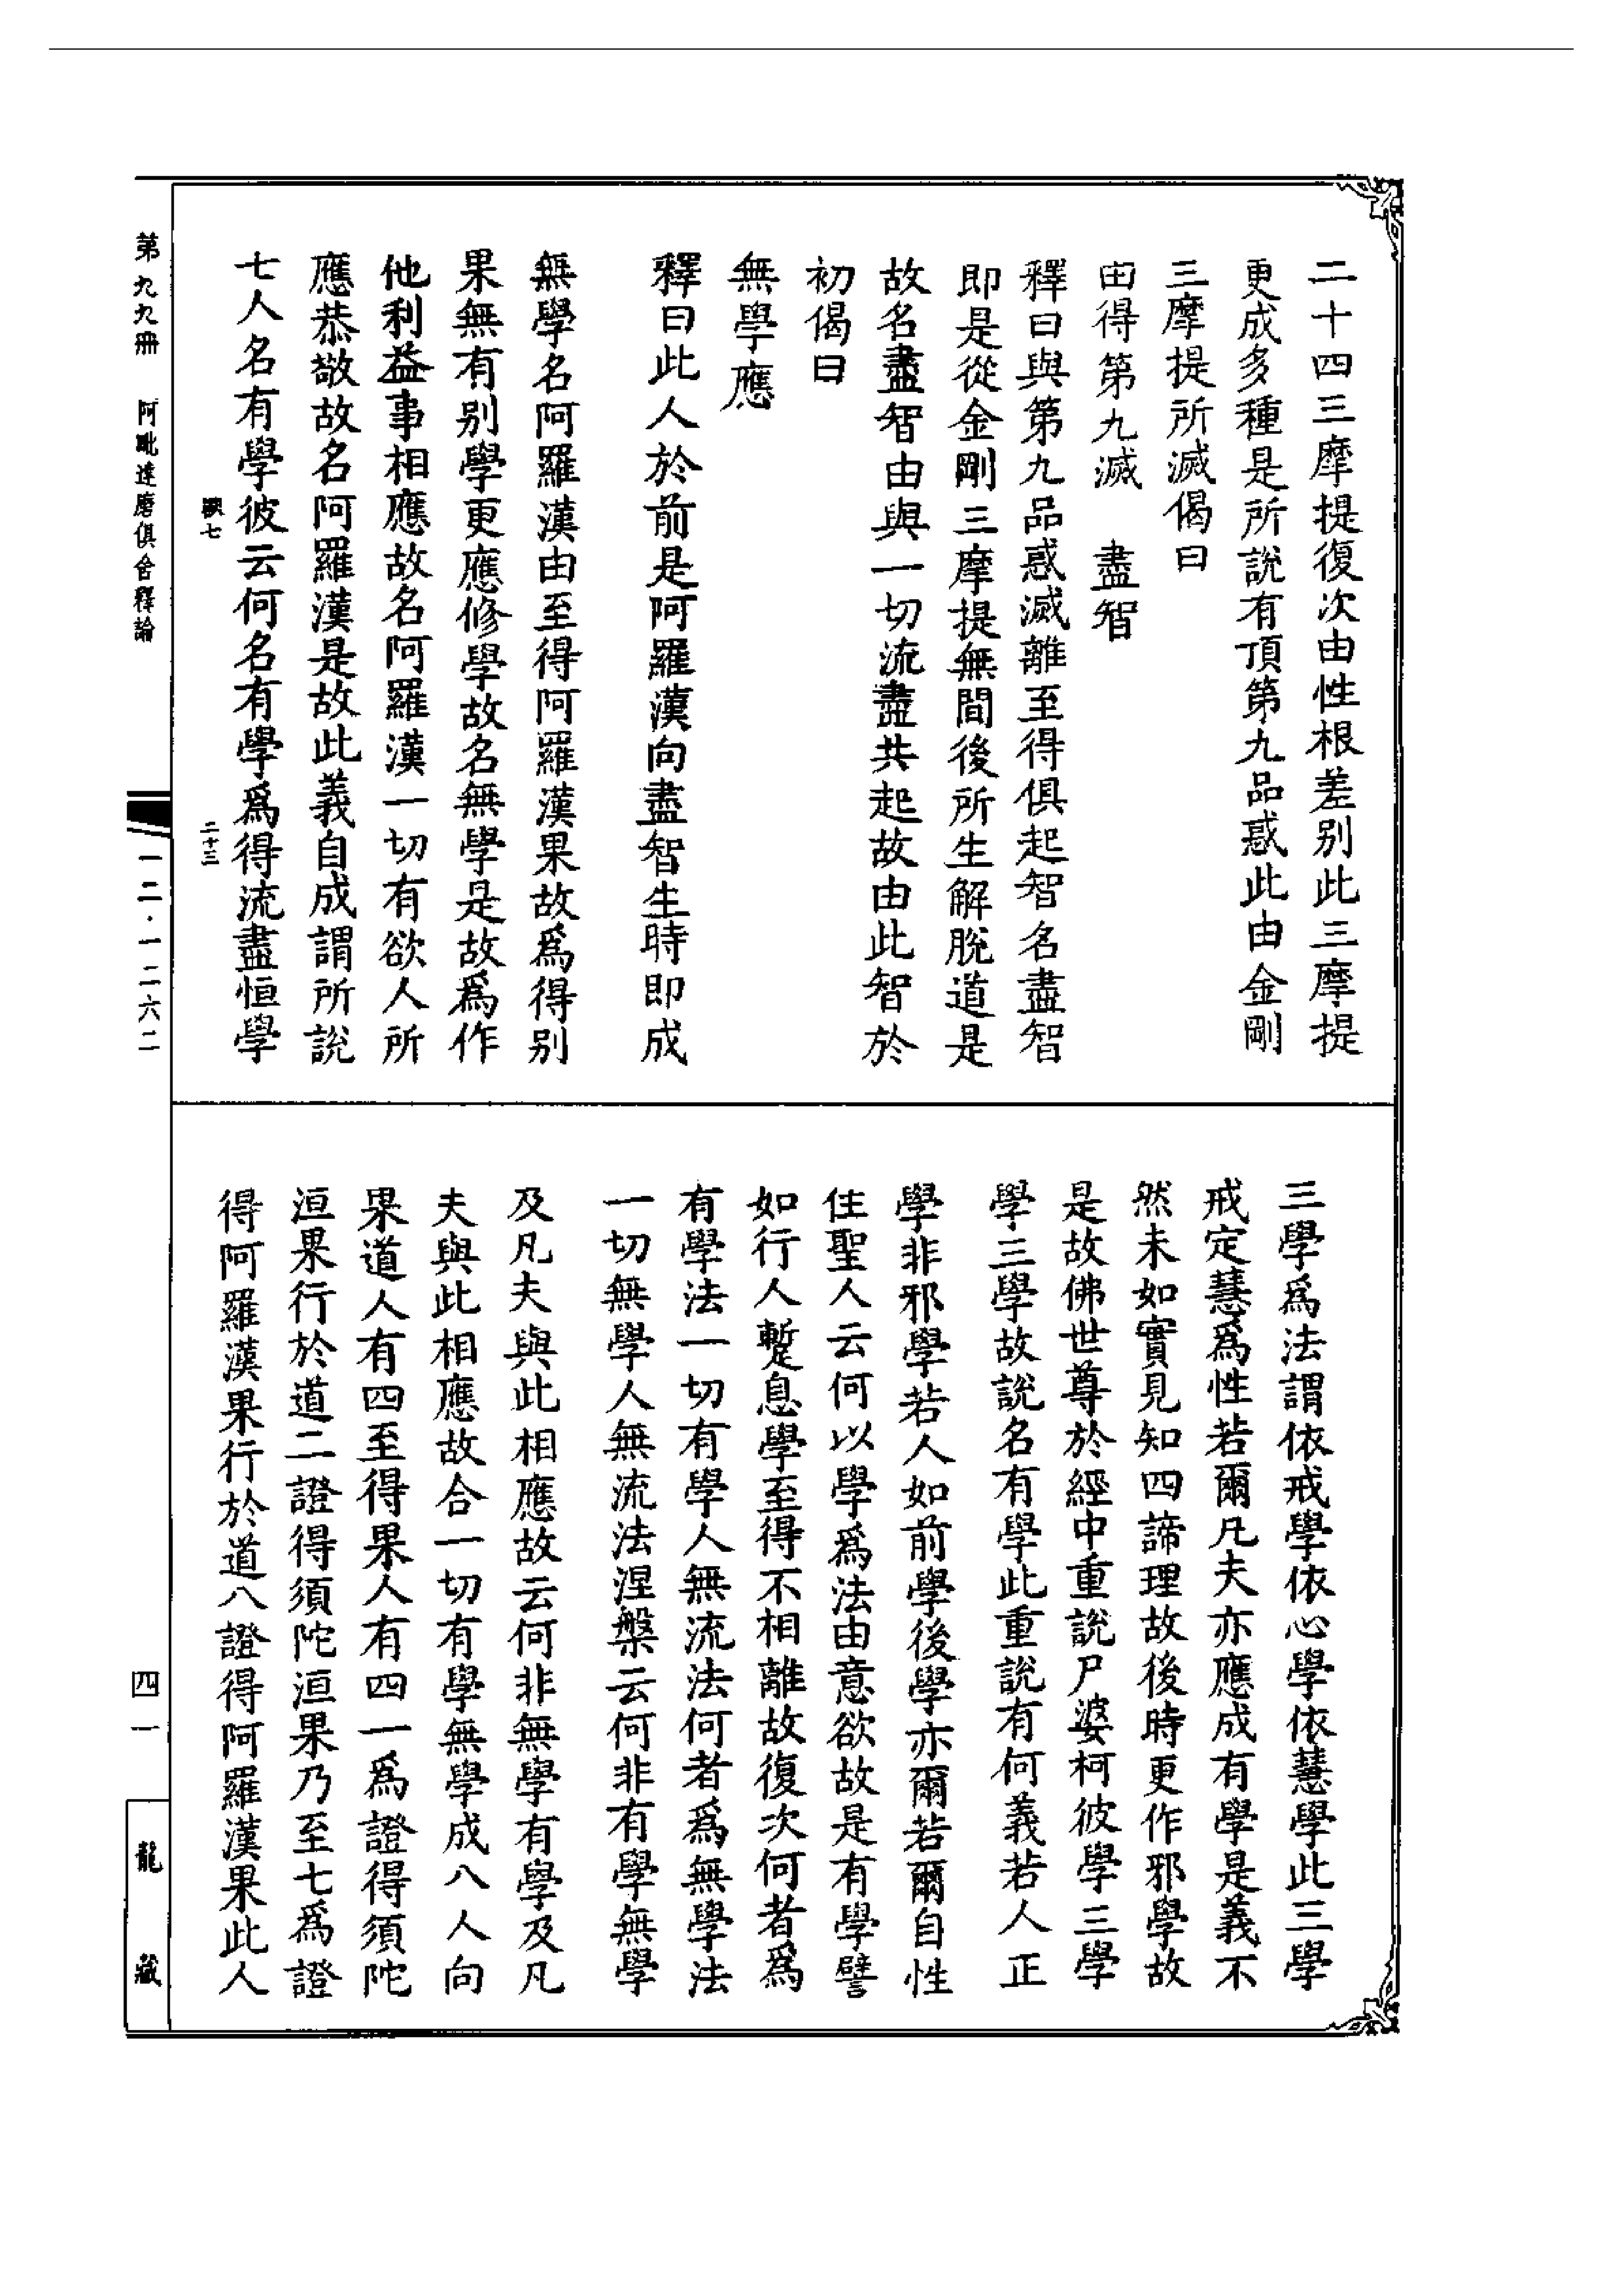 二十四三摩提復次由性根差别此三摩提
更成多種是所說有頂第九品惑此由金剛
三摩提所滅偈曰
由得第九滅　盡智
釋曰與第九品惑滅離至得俱起智名盡智
即是從金剛三摩提無間後所生解脫道是
故名盡智由與一切流盡共起故由此智於
初偈曰
無學應
釋曰此人於前是阿羅漢向盡智生時即成
無學名阿羅漢由至得阿羅漢果故爲得别
果無有别學更應修學故名無學是故爲作
他利益事相應故名阿羅漢一切有欲人所
應恭敬故名阿羅漢是故此義自成謂所說
七人名有學彼云何名有學爲得流盡恒學
二十三
三學爲法謂依戒學依心學依慧學此三學
戒定慧爲性若爾凡夫亦應成有學是義不
然未如實見知四諦理故後時更作邪學故
是故佛世尊於經中重說尸婆柯彼學三學
學三學故說名有學此重說有何義若人正
學非邪學若人如前學後學亦爾若爾自性
住聖人云何以學爲法由意欲故是有學譬
如行人蹔息學至得不相離故復次何者爲
有學法一切有學人無流法何者爲無學法
一切無學人無流法涅槃云何非有學無學
及凡夫與此相應故云何非無學有學及凡
夫與此相應故合一切有學無學成八人向
果道人有四至得果人有四一爲證得須陀
洹果行於道二證得須陀洹果乃至七爲證
得阿羅漢果行於道八證得阿羅漢果此人
第九九冊　阿毗達磨俱舍釋論
一二·一二六二
四一
龍藏